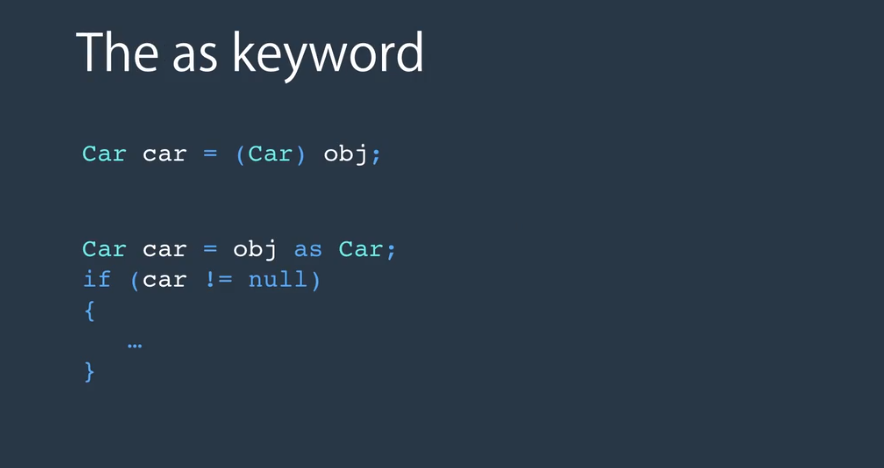 The as keyword
Car car = (Car) obj;
Car car = obj as Car;
if (car != null)
{
…
}